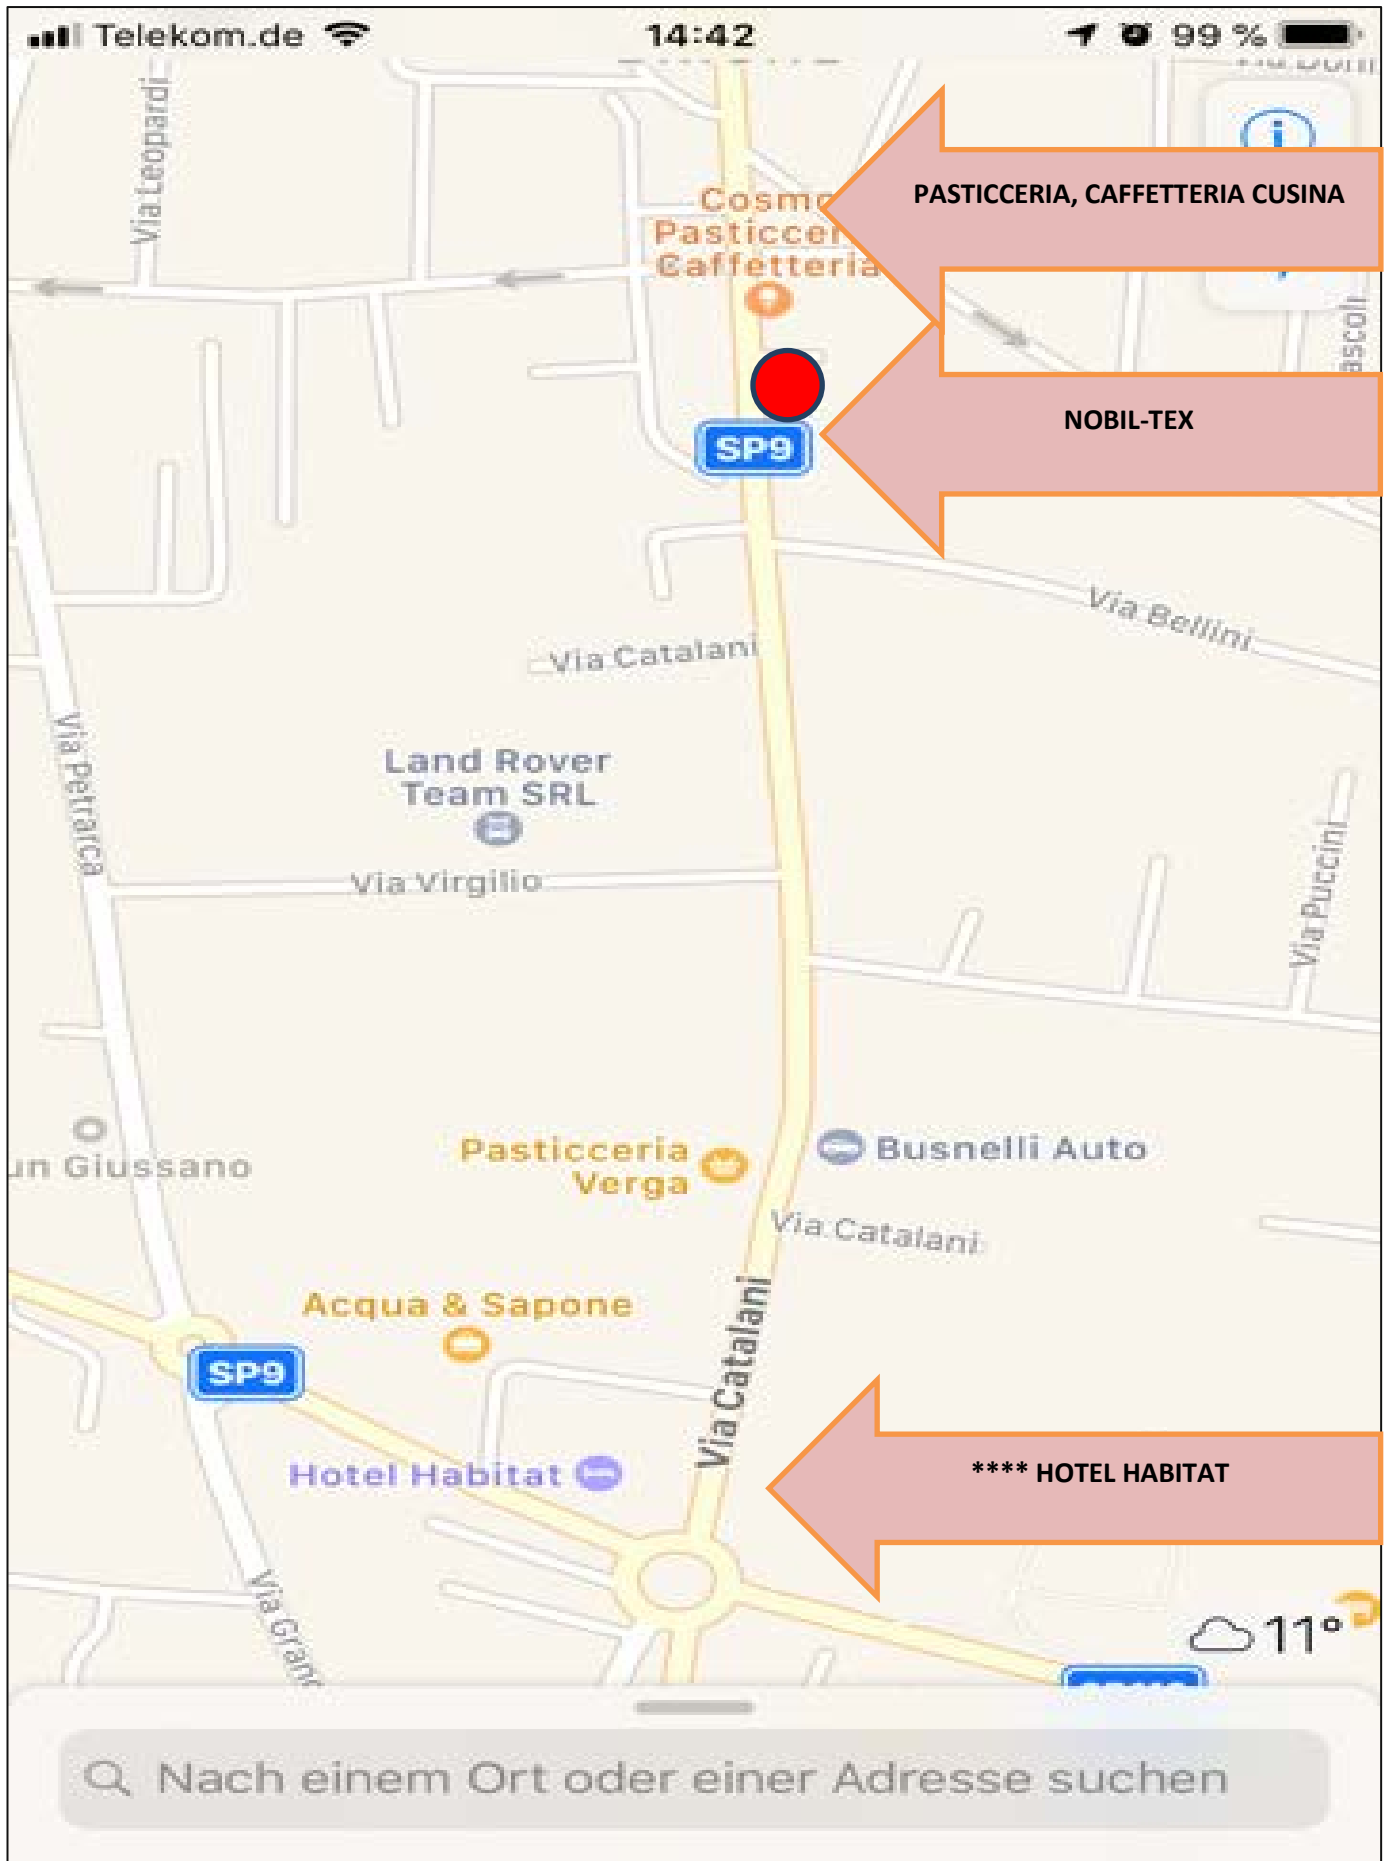 Telekom.de 14:42 99 %
Via Leopardi
Cosmo
PASTICCERIA, CAFFETTERIA CUSINA
Caffetteria
NOBIL-TEX
SP9
Via Bellini
Via Catalani
Via Petrarca
Land Rover
Team SRL
Via Virgilio
Via Puccini
Pasticceria
Verga
Busnelli Auto
un Giussano
Via Catalani
Acqua & Sapone
Via Catalani
SP9
Hotel Habitat
**** HOTEL HABITAT
11°
Nach einem Ort oder einer Adresse suchen